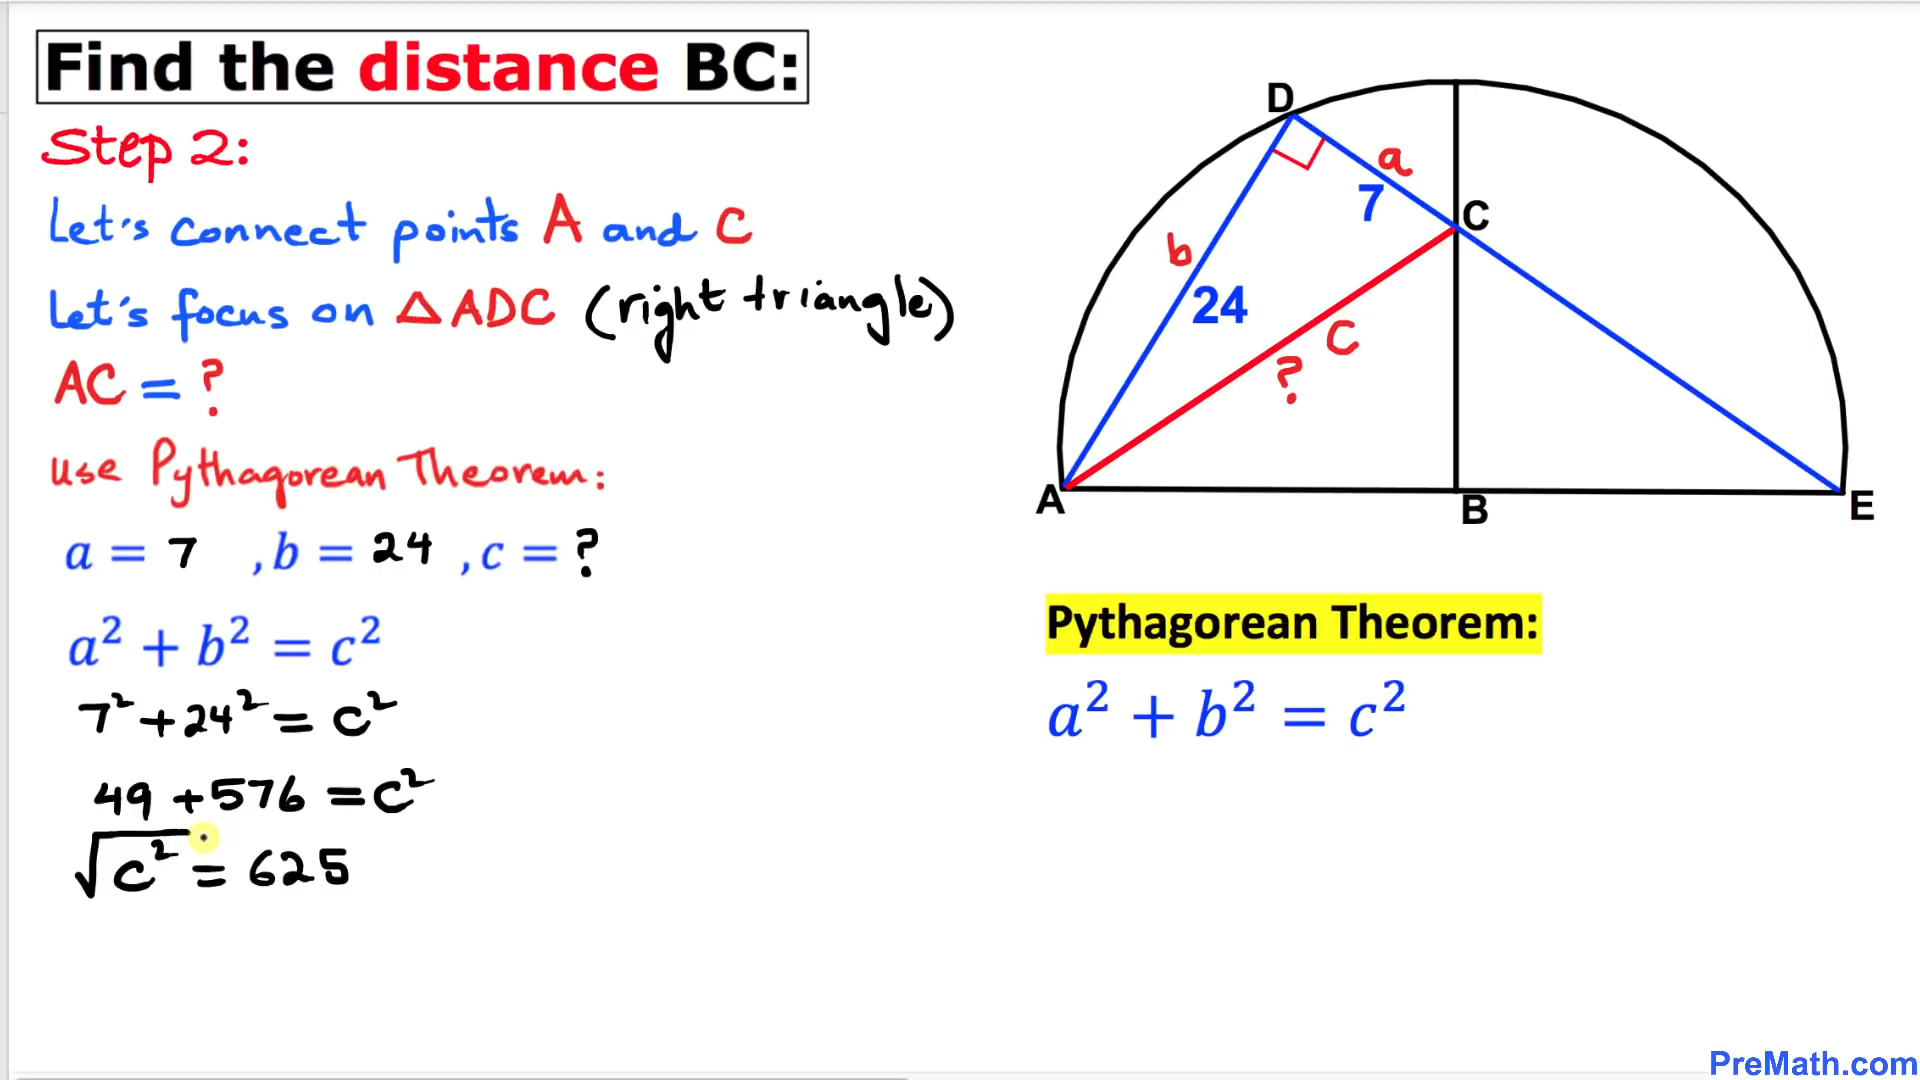 Find the distance BC:
Step 2:
Let's connect points A and C
Let's focus on △ADC (right triangle)
AC = ?
use Pythagorean Theorem:
a = 7 , b = 24 , c = ?
a² + b² = c²
7² + 24² = c²
49 + 576 = c²
√c² = 625
D
a
7
C
b
24
C
?
A
B
E
Pythagorean Theorem:
a² + b² = c²
PreMath.com